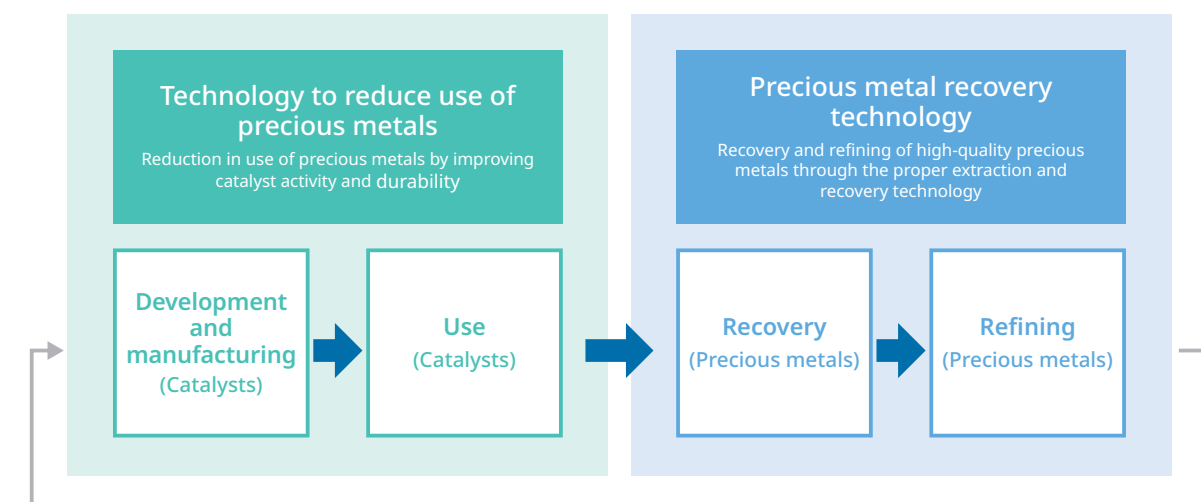 Technology to reduce use of
precious metals
Reduction in use of precious metals by improving
catalyst activity and durability
Development
and
manufacturing
(Catalysts)
Use
(Catalysts)
Precious metal recovery
technology
Recovery and refining of high-quality precious
metals through the proper extraction and
recovery technology
Recovery
(Precious metals)
Refining
(Precious metals)